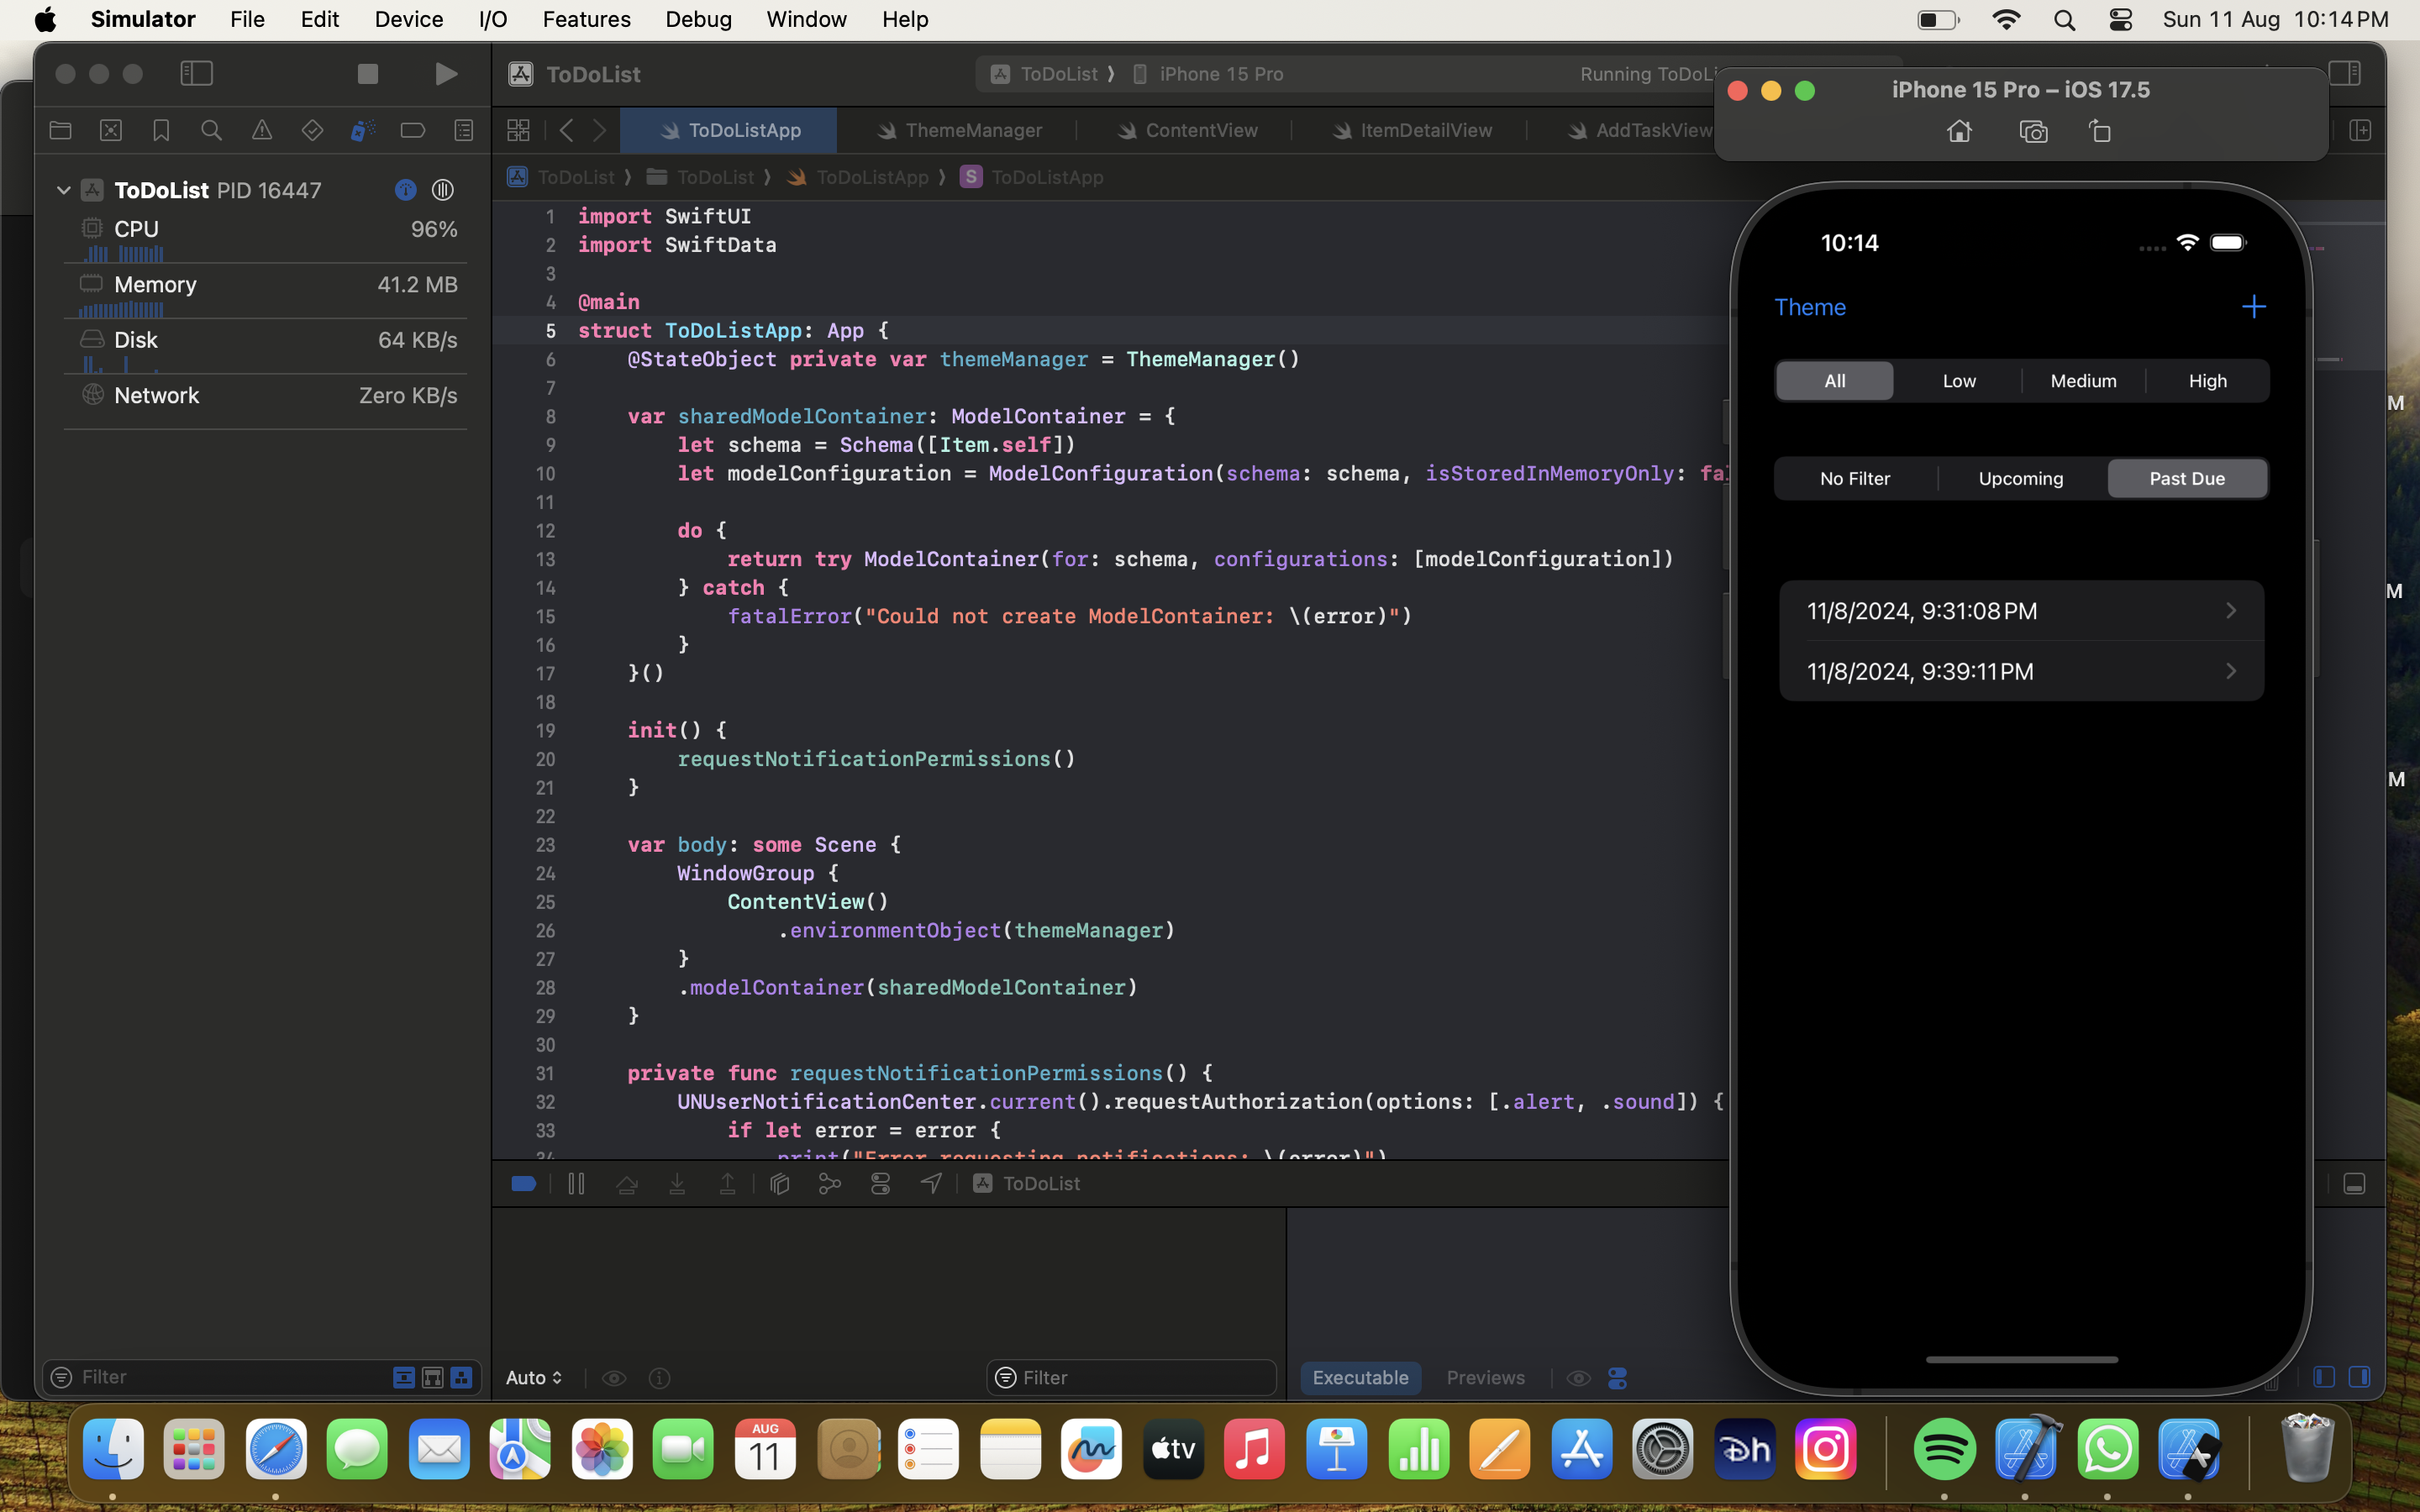 Simulator File Edit Device I/O Features Debug Window Help Sun 11 Aug 10:14 PM
ToDoList ToDoList ⟩ iPhone 15 Pro Running ToDoLi
iPhone 15 Pro – iOS 17.5
ToDoListApp ThemeManager ContentView ItemDetailView AddTaskView
ToDoList ⟩ ToDoList ⟩ ToDoListApp ⟩ S ToDoListApp
ToDoList PID 16447
CPU 96%
Memory 41.2 MB
Disk 64 KB/s
Network Zero KB/s
Filter
1 import SwiftUI
2 import SwiftData
3
4 @main
5 struct ToDoListApp: App {
6 @StateObject private var themeManager = ThemeManager()
7
8 var sharedModelContainer: ModelContainer = {
9 let schema = Schema([Item.self])
10 let modelConfiguration = ModelConfiguration(schema: schema, isStoredInMemoryOnly: fal
11
12 do {
13 return try ModelContainer(for: schema, configurations: [modelConfiguration])
14 } catch {
15 fatalError("Could not create ModelContainer: \(error)")
16 }
17 }()
18
19 init() {
20 requestNotificationPermissions()
21 }
22
23 var body: some Scene {
24 WindowGroup {
25 ContentView()
26 .environmentObject(themeManager)
27 }
28 .modelContainer(sharedModelContainer)
29 }
30
31 private func requestNotificationPermissions() {
32 UNUserNotificationCenter.current().requestAuthorization(options: [.alert, .sound]) {
33 if let error = error {
34 print("Error requesting notifications: \(error)")
ToDoList
Auto Filter
Executable Previews
10:14
Theme +
All Low Medium High
No Filter Upcoming Past Due
11/8/2024, 9:31:08 PM
11/8/2024, 9:39:11 PM
M
M
M
AUG
11
tv
Dh